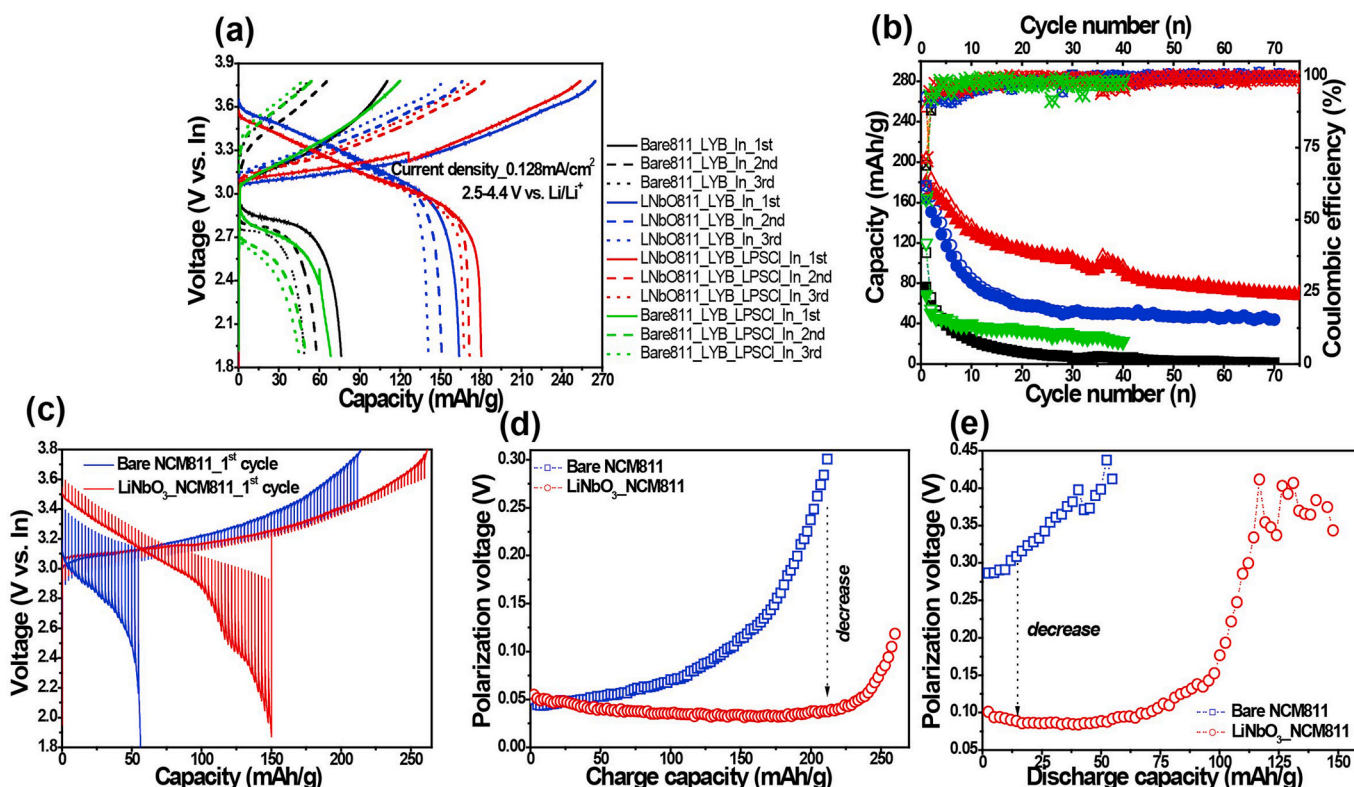 (a)
3.9
3.6
3.3
3.0
2.7
2.4
2.1
1.8
Voltage (V vs. In)
Current density_0.128mA/cm²
2.5-4.4 V vs. Li/Li⁺
0 30 60 90 120 150 180 210 240 270
Capacity (mAh/g)
Bare811_LYB_In_1st
Bare811_LYB_In_2nd
Bare811_LYB_In_3rd
LNbO811_LYB_In_1st
LNbO811_LYB_In_2nd
LNbO811_LYB_In_3rd
LNbO811_LYB_LPSCl_In_1st
LNbO811_LYB_LPSCl_In_2nd
LNbO811_LYB_LPSCl_In_3rd
Bare811_LYB_LPSCl_In_1st
Bare811_LYB_LPSCl_In_2nd
Bare811_LYB_LPSCl_In_3rd
(b)
Cycle number (n)
0 10 20 30 40 50 60 70
280
240
200
160
120
80
40
0
Capacity (mAh/g)
100
75
50
25
0
Coulombic efficiency (%)
0 10 20 30 40 50 60 70
Cycle number (n)
(c)
3.8
3.6
3.4
3.2
3.0
2.8
2.6
2.4
2.2
2.0
1.8
Voltage (V vs. In)
Bare NCM811_1st cycle
LiNbO₃_NCM811_1st cycle
0 50 100 150 200 250
Capacity (mAh/g)
(d)
0.30
0.25
0.20
0.15
0.10
0.05
0.00
Polarization voltage (V)
Bare NCM811
LiNbO₃_NCM811
decrease
0 50 100 150 200 250
Charge capacity (mAh/g)
(e)
0.45
0.40
0.35
0.30
0.25
0.20
0.15
0.10
0.05
Polarization voltage (V)
decrease
Bare NCM811
LiNbO₃_NCM811
0 25 50 75 100 125 150
Discharge capacity (mAh/g)